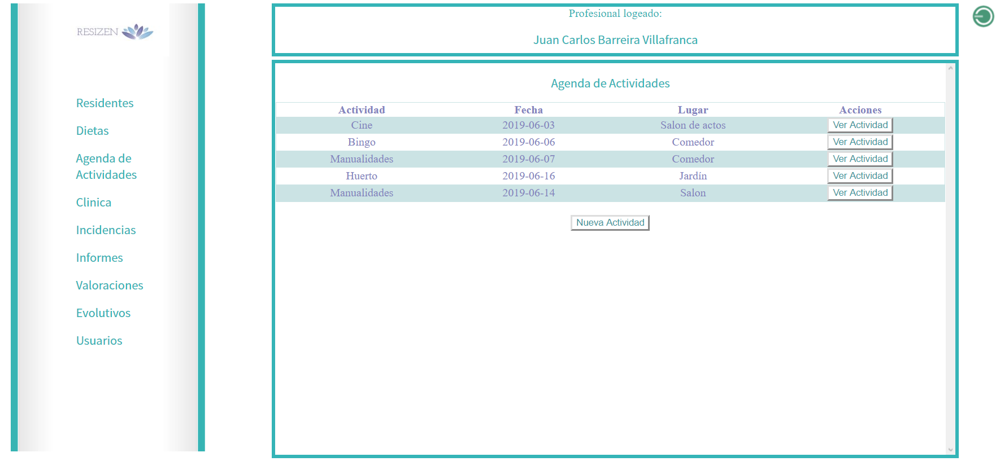 RESIZEN
Residentes
Dietas
Agenda de
Actividades
Clinica
Incidencias
Informes
Valoraciones
Evolutivos
Usuarios
Profesional logeado:
Juan Carlos Barreira Villafranca
Agenda de Actividades
Actividad Fecha Lugar Acciones
Cine 2019-06-03 Salon de actos Ver Actividad
Bingo 2019-06-06 Comedor Ver Actividad
Manualidades 2019-06-07 Comedor Ver Actividad
Huerto 2019-06-16 Jardín Ver Actividad
Manualidades 2019-06-14 Salon Ver Actividad
Nueva Actividad